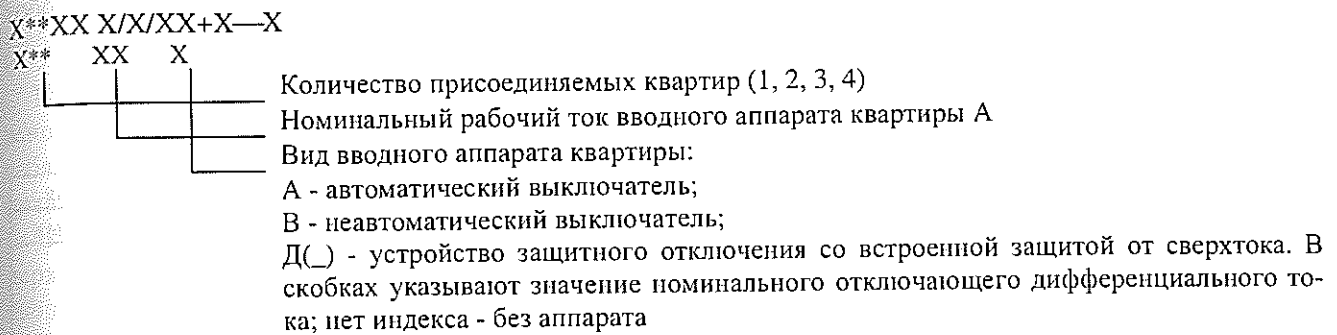 X**XX X/X/XX+X—X
X** XX X
Количество присоединяемых квартир (1, 2, 3, 4)
Номинальный рабочий ток вводного аппарата квартиры А
Вид вводного аппарата квартиры:
А - автоматический выключатель;
В - неавтоматический выключатель;
Д(_) - устройство защитного отключения со встроенной защитой от сверхтока. В
скобках указывают значение номинального отключающего дифференциального то-
ка; нет индекса - без аппарата